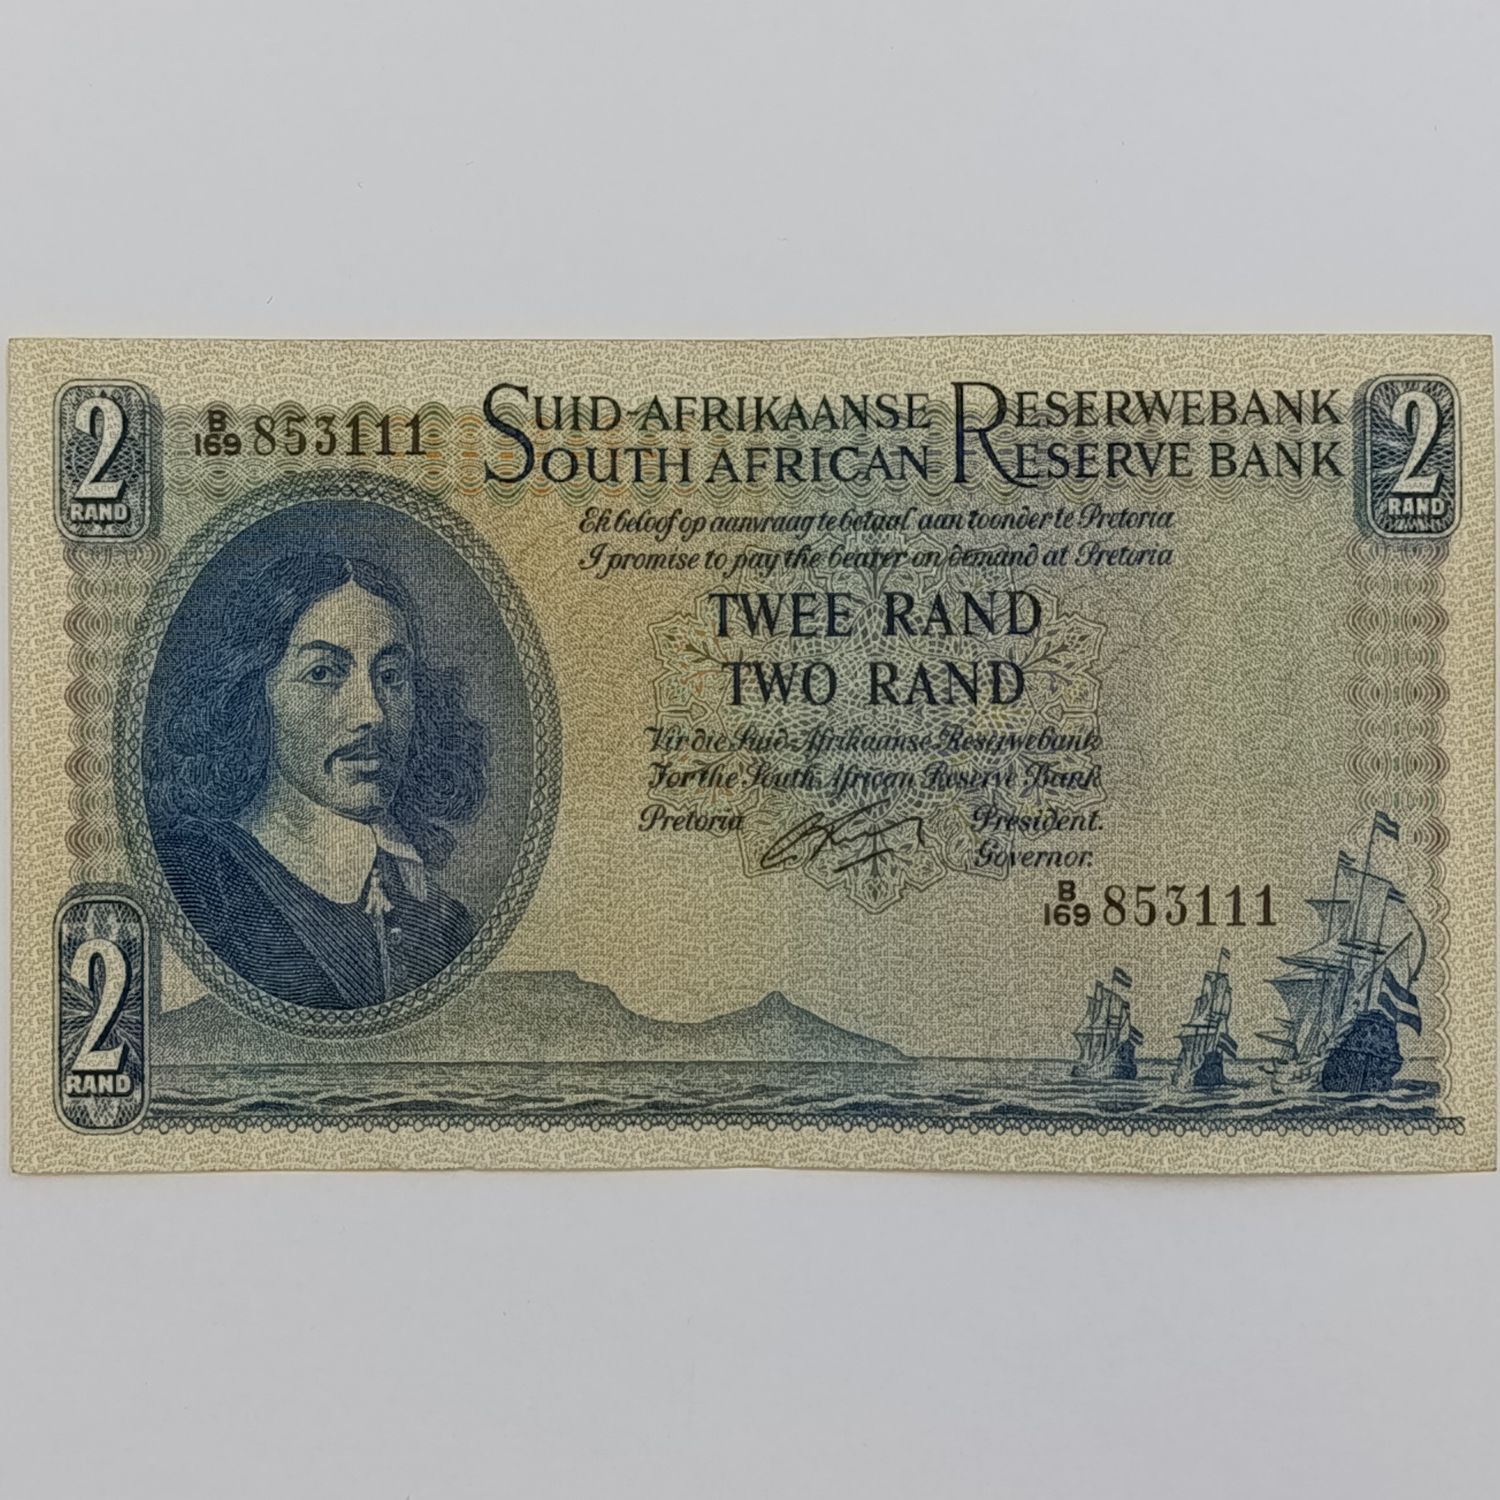 2 RAND
B/169 853111
SUID-AFRIKAANSE RESERWEBANK
SOUTH AFRICAN RESERVE BANK
2 RAND
Ek beloof op aanvraag te betaal aan toonder te Pretoria
I promise to pay the bearer on demand at Pretoria
TWEE RAND
TWO RAND
Vir die Suid-Afrikaanse Reserwebank
For the South African Reserve Bank
Pretoria President.
Governor.
B/169 853111
2 RAND